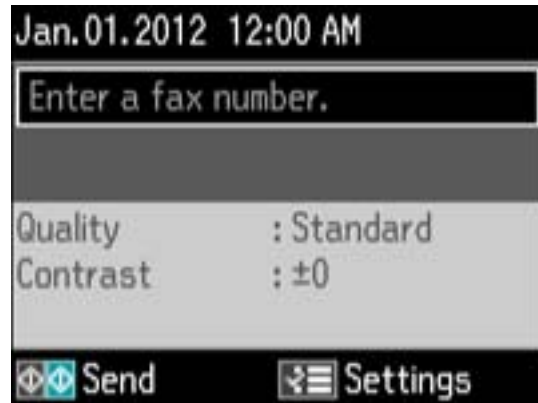 Jan.01.2012 12:00 AM
Enter a fax number.
Quality : Standard
Contrast : ±0
Send Settings